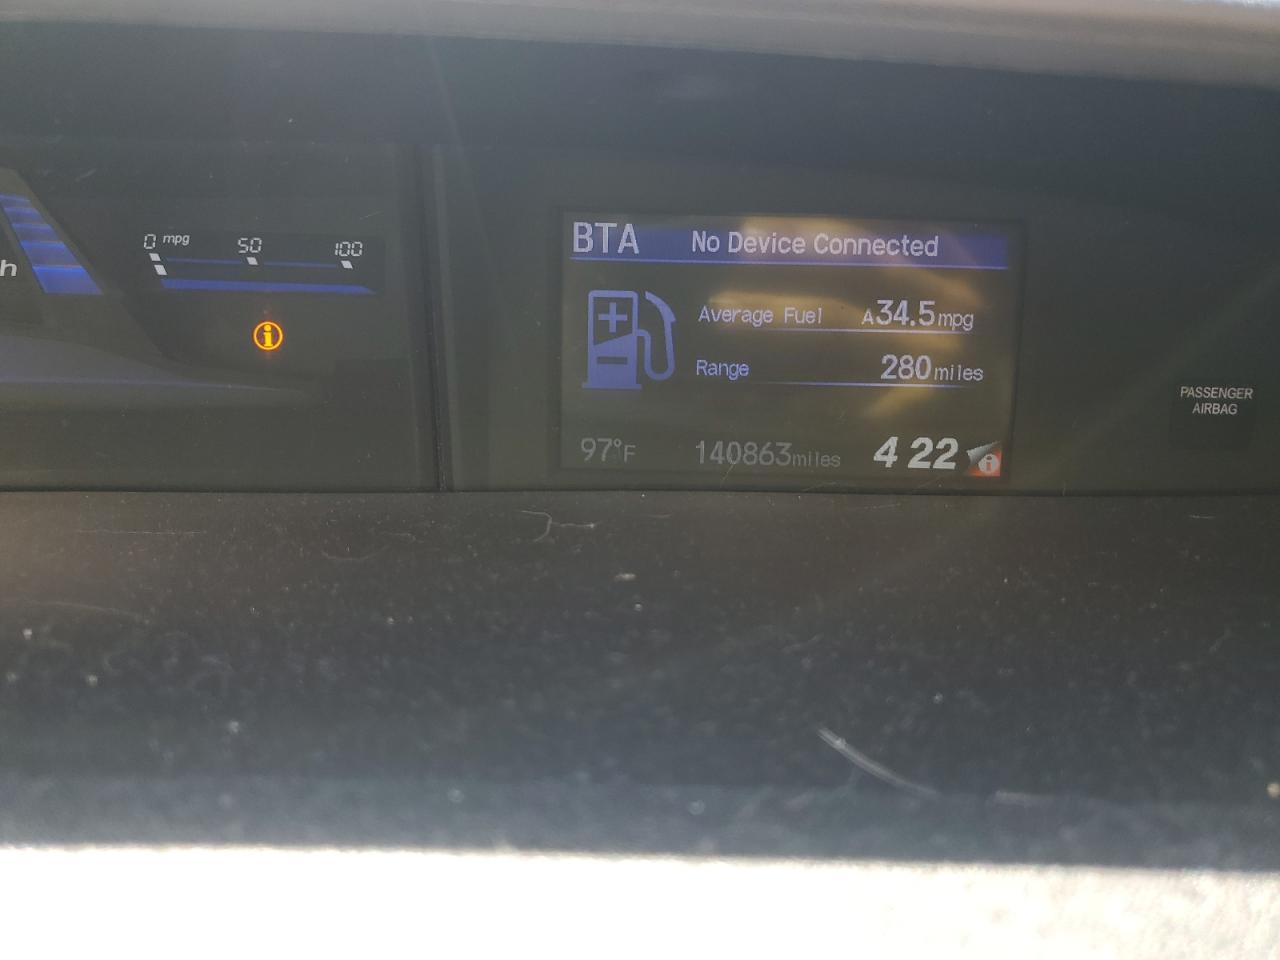 h
0 mpg 50 100
i
BTA No Device Connected
Average Fuel A34.5mpg
Range 280miles
97°F 140863miles 4 22 i
PASSENGER
AIRBAG